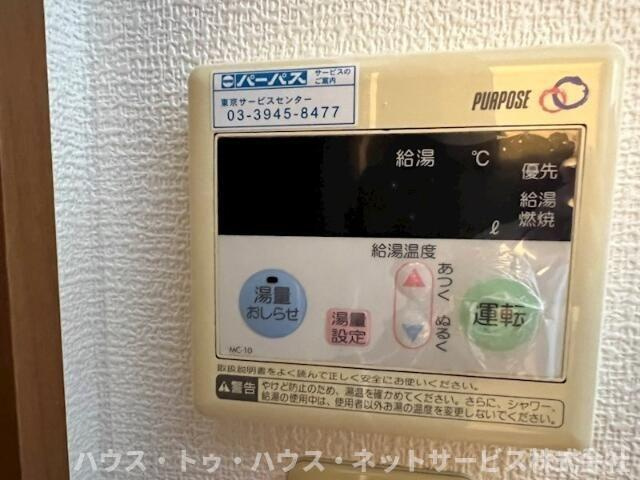 パーパス サービスのご案内
東京サービスセンター
03-3945-8477
PURPOSE
給湯 ℃
優先
給湯
燃焼
ℓ
給湯温度
あつく
ぬるく
湯量
おしらせ
湯量
設定
運転
MC-10
取扱説明書をよく読んで正しく安全にお使いください。
警告 やけど防止のため、湯温を確かめてください。さらに、シャワー、
給湯の使用中は、使用者以外お湯の温度を変更しないでください。
ハウス・トゥ・ハウス・ネットサービス株式会社